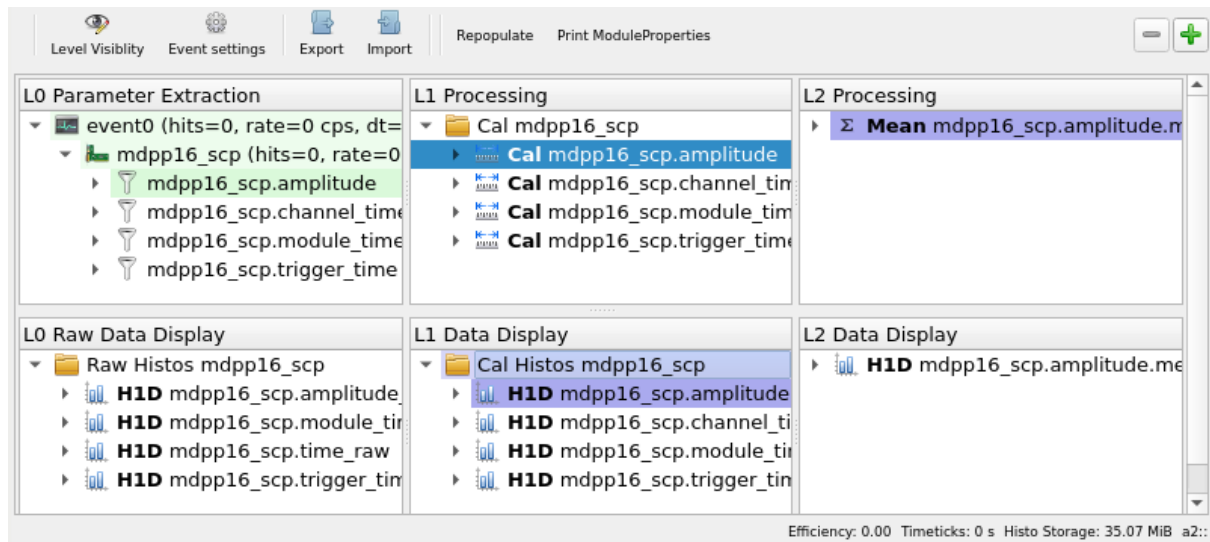 Level Visiblity Event settings Export Import Repopulate Print ModuleProperties
L0 Parameter Extraction
event0 (hits=0, rate=0 cps, dt=
mdpp16_scp (hits=0, rate=0
mdpp16_scp.amplitude
mdpp16_scp.channel_time
mdpp16_scp.module_time
mdpp16_scp.trigger_time
L1 Processing
Cal mdpp16_scp
Cal mdpp16_scp.amplitude
Cal mdpp16_scp.channel_tim
Cal mdpp16_scp.module_tim
Cal mdpp16_scp.trigger_time
L2 Processing
Σ Mean mdpp16_scp.amplitude.m
L0 Raw Data Display
Raw Histos mdpp16_scp
H1D mdpp16_scp.amplitude_
H1D mdpp16_scp.module_tir
H1D mdpp16_scp.time_raw
H1D mdpp16_scp.trigger_tim
L1 Data Display
Cal Histos mdpp16_scp
H1D mdpp16_scp.amplitude
H1D mdpp16_scp.channel_ti
H1D mdpp16_scp.module_ti
H1D mdpp16_scp.trigger_tim
L2 Data Display
H1D mdpp16_scp.amplitude.me
Efficiency: 0.00 Timeticks: 0 s Histo Storage: 35.07 MiB a2::